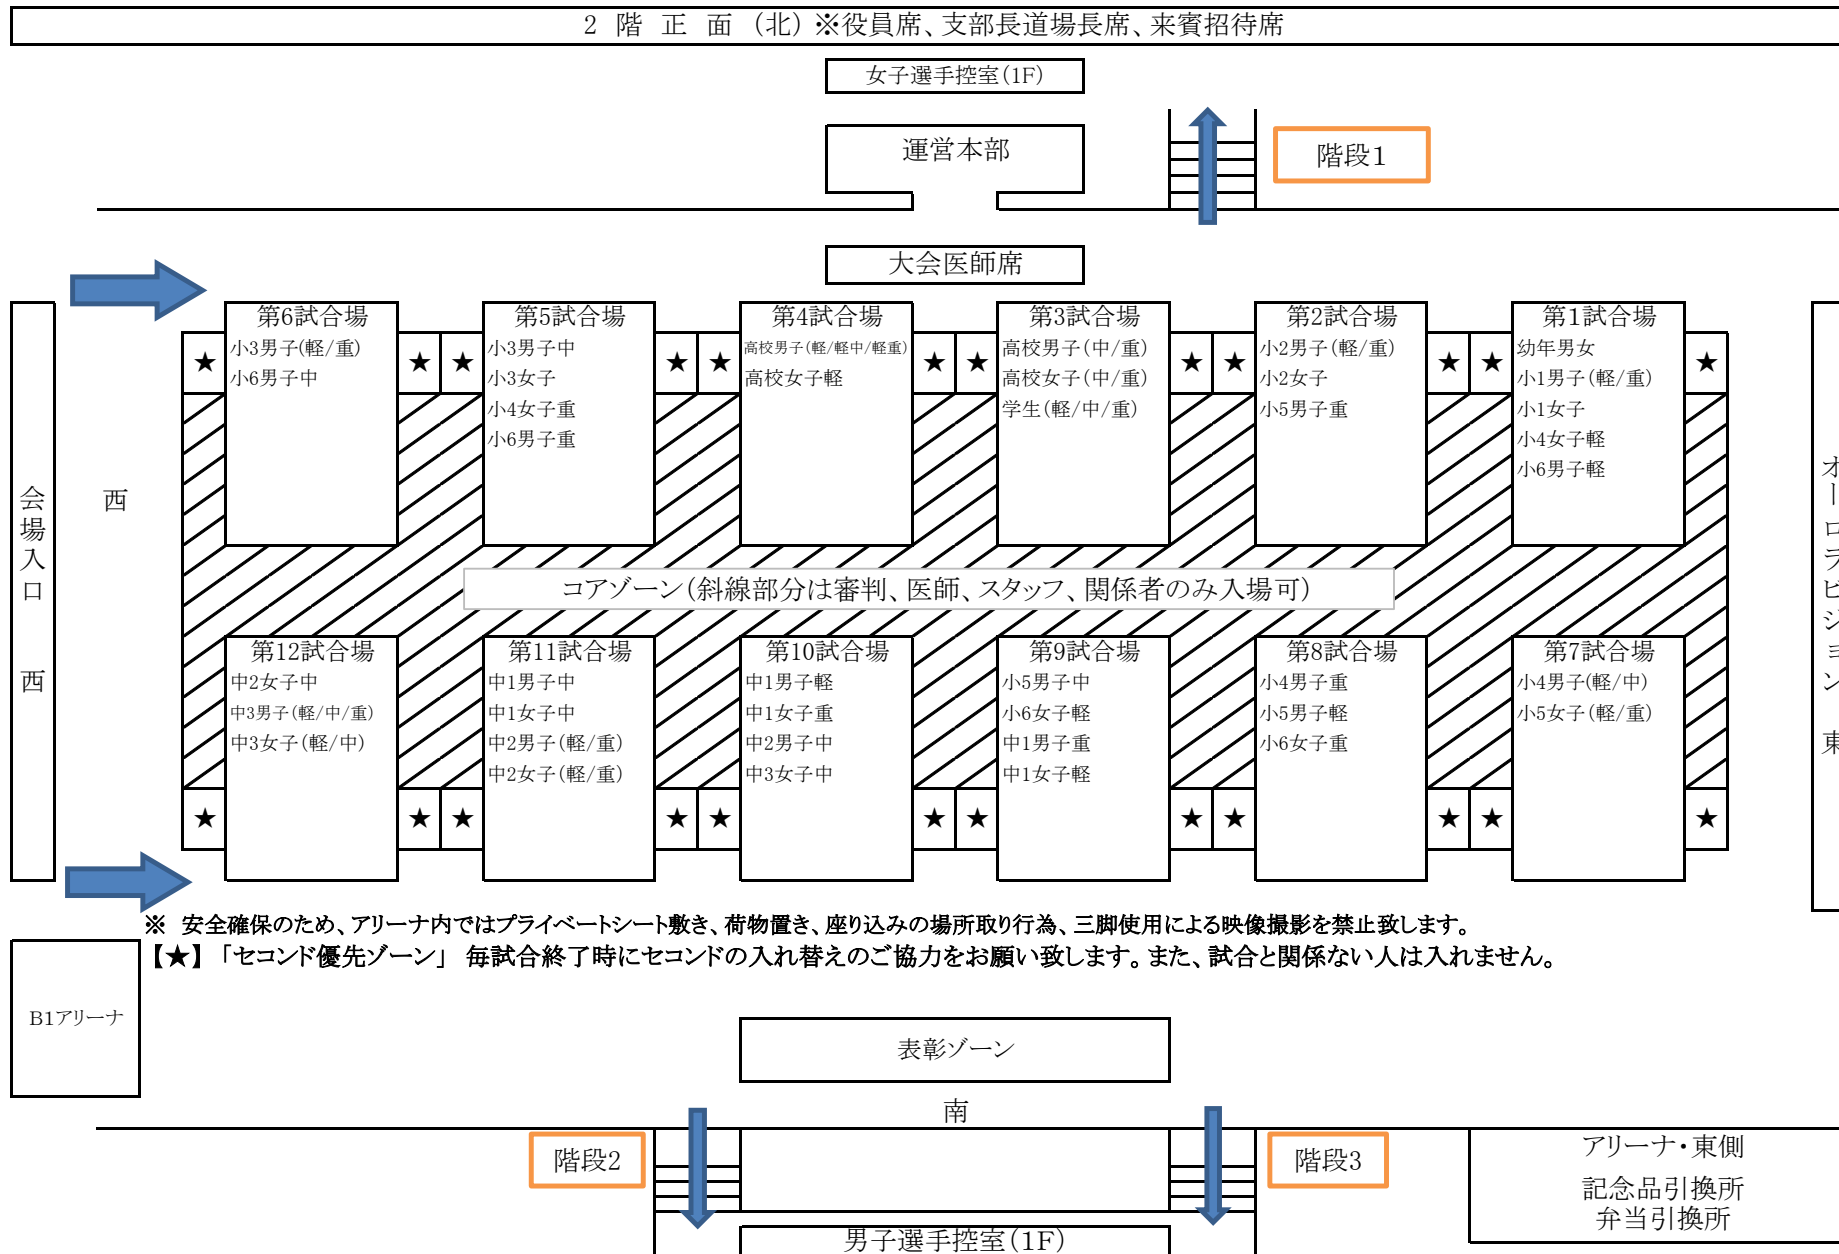 2 階 正 面 (北) ※役員席、支部長道場長席、来賓招待席
女子選手控室(1F)
運営本部
階段1
大会医師席
第6試合場
小3男子(軽/重)
小6男子中
第5試合場
小3男子中
小3女子
小4女子重
小6男子重
第4試合場
高校男子(軽/軽中/軽重)
高校女子軽
第3試合場
高校男子(中/重)
高校女子(中/重)
学生(軽/中/重)
第2試合場
小2男子(軽/重)
小2女子
小5男子重
第1試合場
幼年男女
小1男子(軽/重)
小1女子
小4女子軽
小6男子軽
★ ★ ★ ★ ★ ★ ★ ★ ★ ★ ★ ★
会場入口 西
西
オーロラビジョン 東
コアゾーン(斜線部分は審判、医師、スタッフ、関係者のみ入場可)
第12試合場
中2女子中
中3男子(軽/中/重)
中3女子(軽/中)
第11試合場
中1男子中
中1女子中
中2男子(軽/重)
中2女子(軽/重)
第10試合場
中1男子軽
中1女子重
中2男子中
中3女子中
第9試合場
小5男子中
小6女子軽
中1男子重
中1女子軽
第8試合場
小4男子重
小5男子軽
小6女子重
第7試合場
小4男子(軽/中)
小5女子(軽/重)
★ ★ ★ ★ ★ ★ ★ ★ ★ ★ ★ ★
※ 安全確保のため、アリーナ内ではプライベートシート敷き、荷物置き、座り込みの場所取り行為、三脚使用による映像撮影を禁止致します。
【★】「セコンド優先ゾーン」 毎試合終了時にセコンドの入れ替えのご協力をお願い致します。また、試合と関係ない人は入れません。
B1アリーナ
表彰ゾーン
南
階段2
階段3
男子選手控室(1F)
アリーナ・東側
記念品引換所
弁当引換所